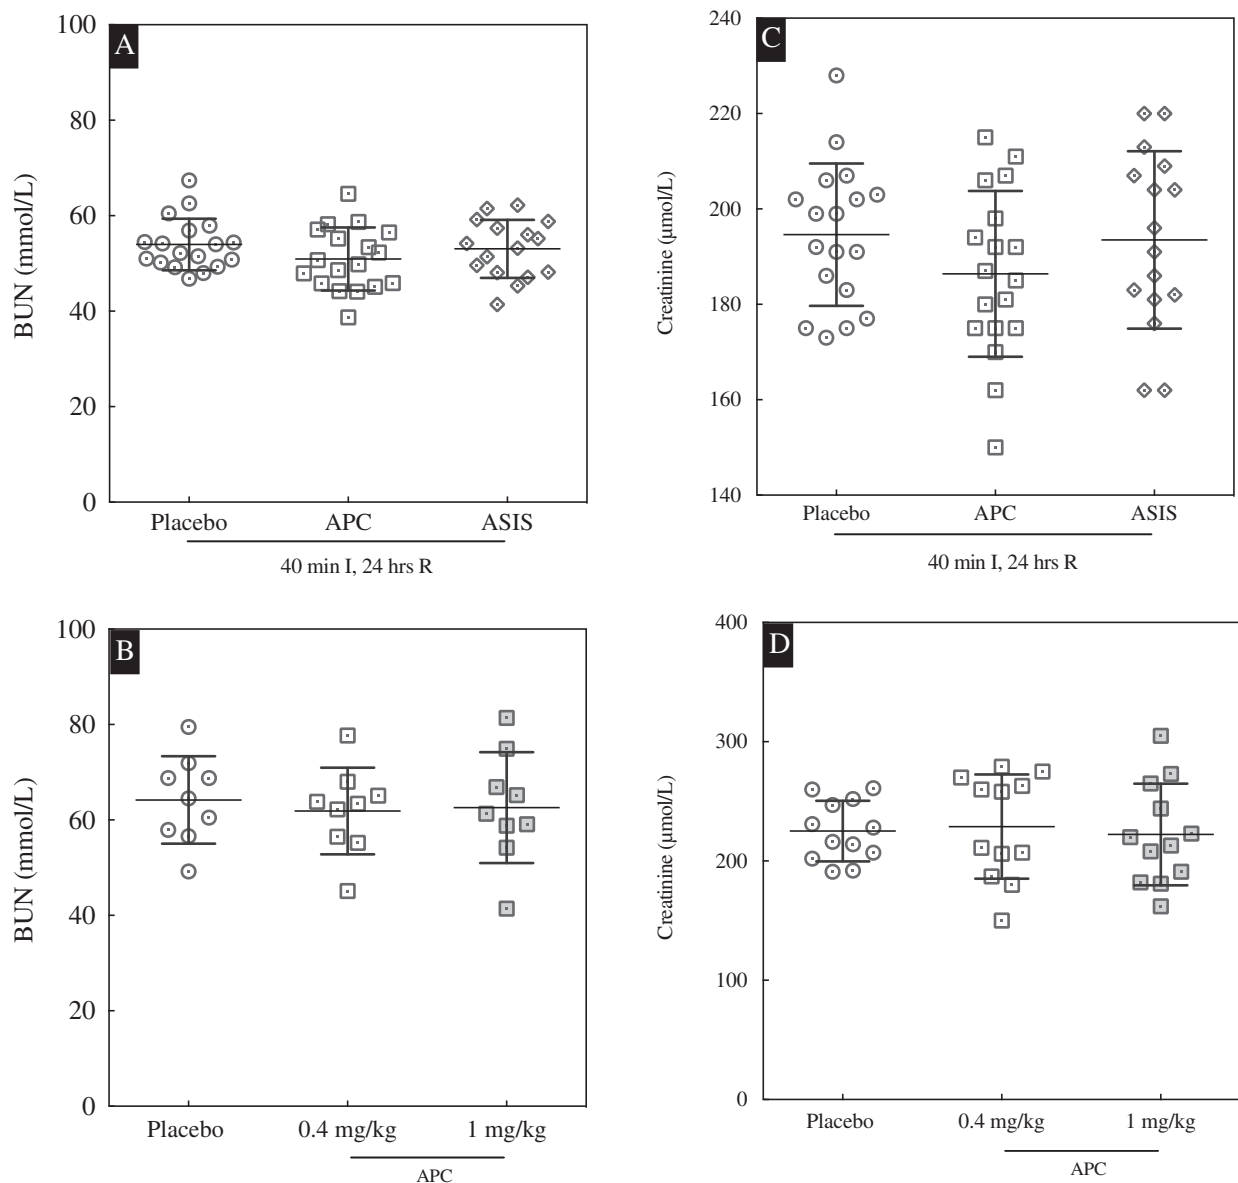 A
BUN (mmol/L)
100
80
60
40
20
0
Placebo APC ASIS
40 min I, 24 hrs R
C
Creatinine (μmol/L)
240
220
200
180
160
140
Placebo APC ASIS
40 min I, 24 hrs R
B
BUN (mmol/L)
100
80
60
40
20
0
Placebo 0.4 mg/kg 1 mg/kg
APC
D
Creatinine (μmol/L)
400
300
200
100
0
Placebo 0.4 mg/kg 1 mg/kg
APC